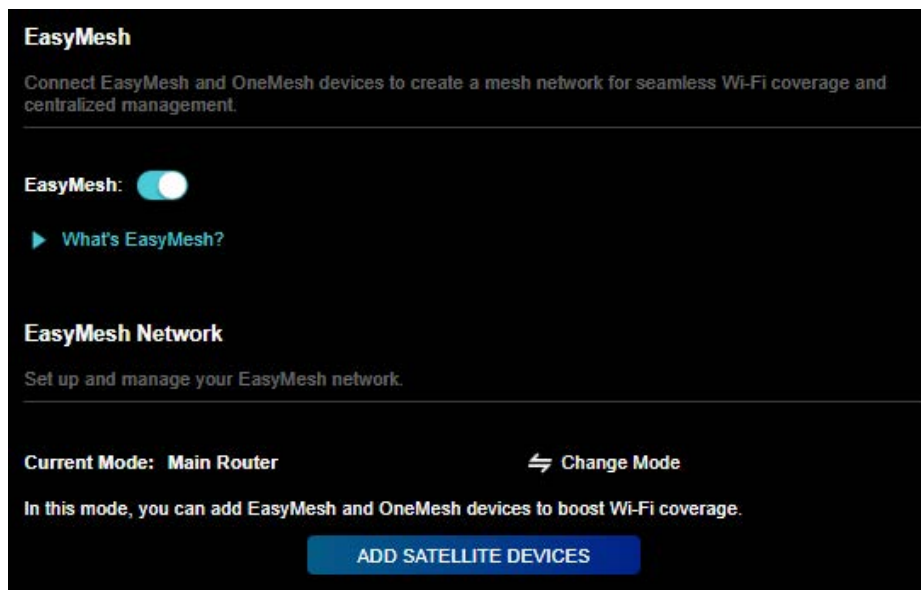 EasyMesh
Connect EasyMesh and OneMesh devices to create a mesh network for seamless Wi-Fi coverage and
centralized management.
EasyMesh:
What's EasyMesh?
EasyMesh Network
Set up and manage your EasyMesh network.
Current Mode: Main Router Change Mode
In this mode, you can add EasyMesh and OneMesh devices to boost Wi-Fi coverage.
ADD SATELLITE DEVICES